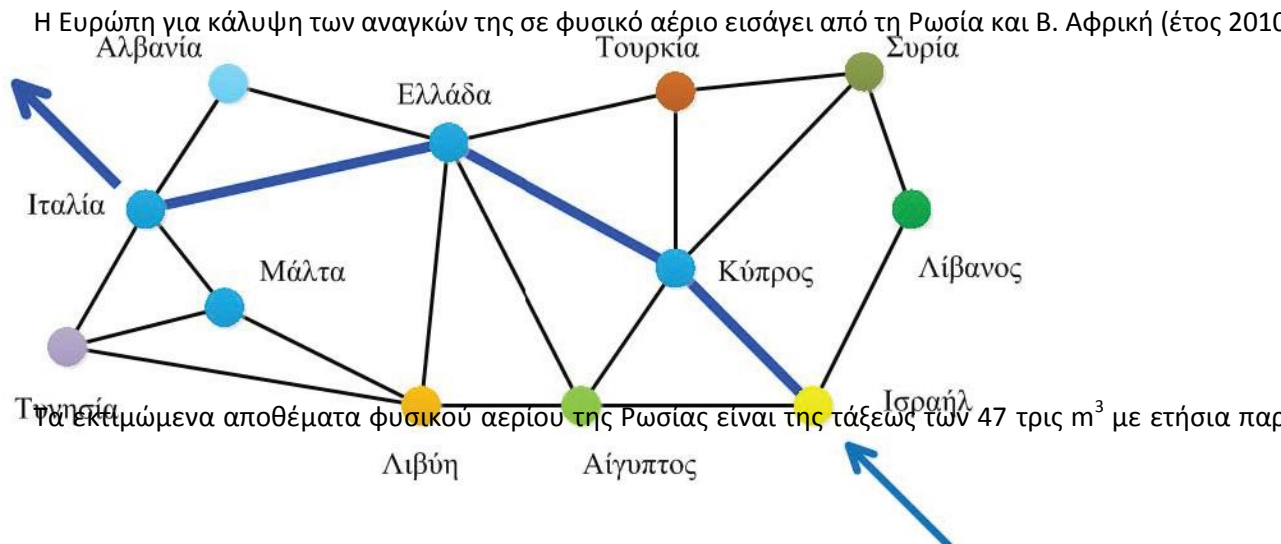 Η Ευρώπη για κάλυψη των αναγκών της σε φυσικό αέριο εισάγει από τη Ρωσία και Β. Αφρική (έτος 2010
Αλβανία
Τουρκία
Συρία
Ελλάδα
Ιταλία
Μάλτα
Κύπρος
Λίβανος
Τυνησία
Ισραήλ
Τα εκτιμώμενα αποθέματα φυσικού αερίου της Ρωσίας είναι της τάξεως των 47 τρις m³ με ετήσια παρ
Λιβύη
Αίγυπτος